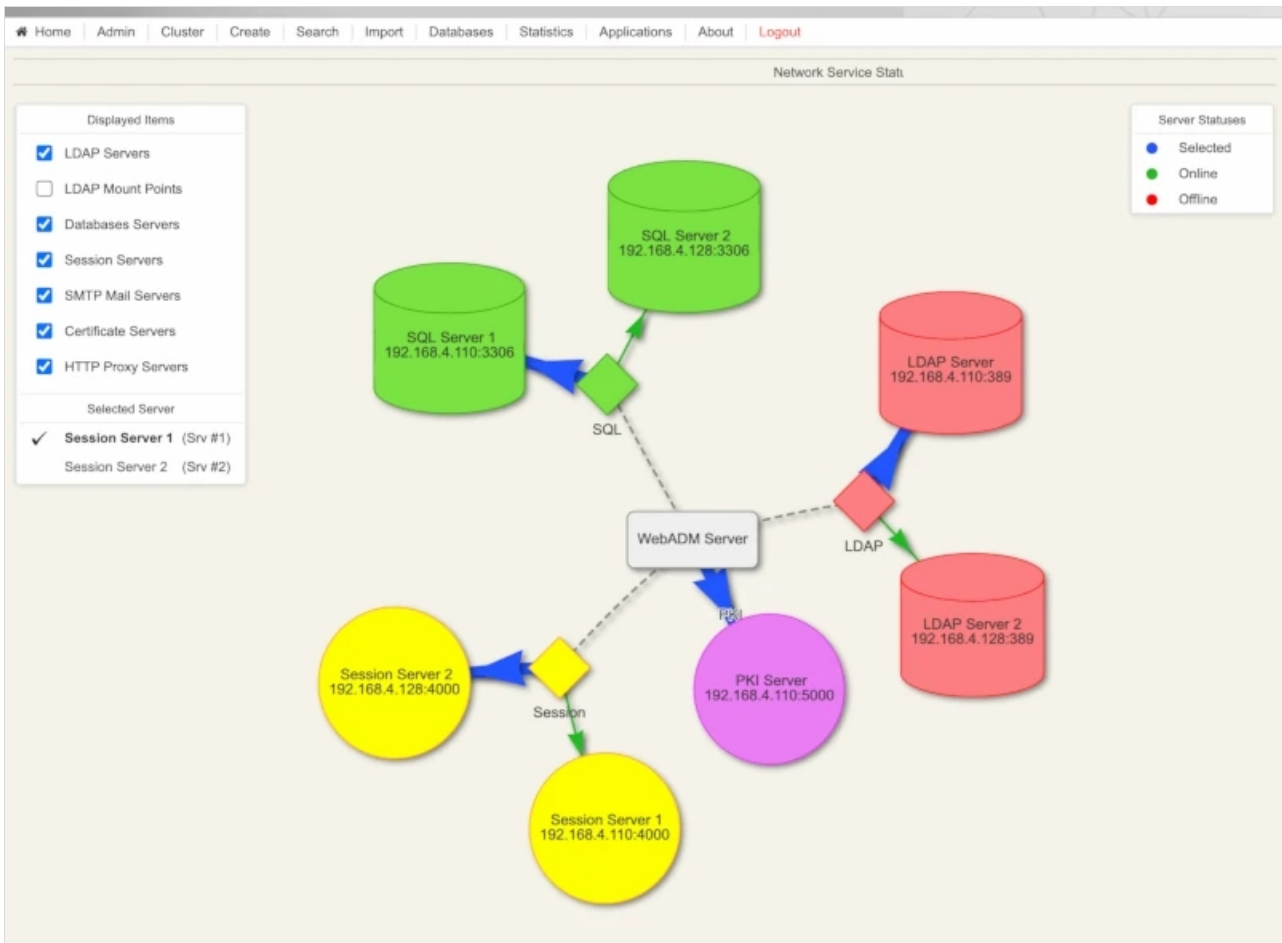 Home Admin Cluster Create Search Import Databases Statistics Applications About Logout
Network Service Statu
Displayed Items
LDAP Servers
LDAP Mount Points
Databases Servers
Session Servers
SMTP Mail Servers
Certificate Servers
HTTP Proxy Servers
Selected Server
Session Server 1 (Srv #1)
Session Server 2 (Srv #2)
Server Statuses
Selected
Online
Offline
SQL Server 2
192.168.4.128:3306
SQL Server 1
192.168.4.110:3306
SQL
LDAP Server
192.168.4.110:389
LDAP
WebADM Server
LDAP Server 2
192.168.4.128:389
PKI
PKI Server
192.168.4.110:5000
Session Server 2
192.168.4.128:4000
Session
Session Server 1
192.168.4.110:4000